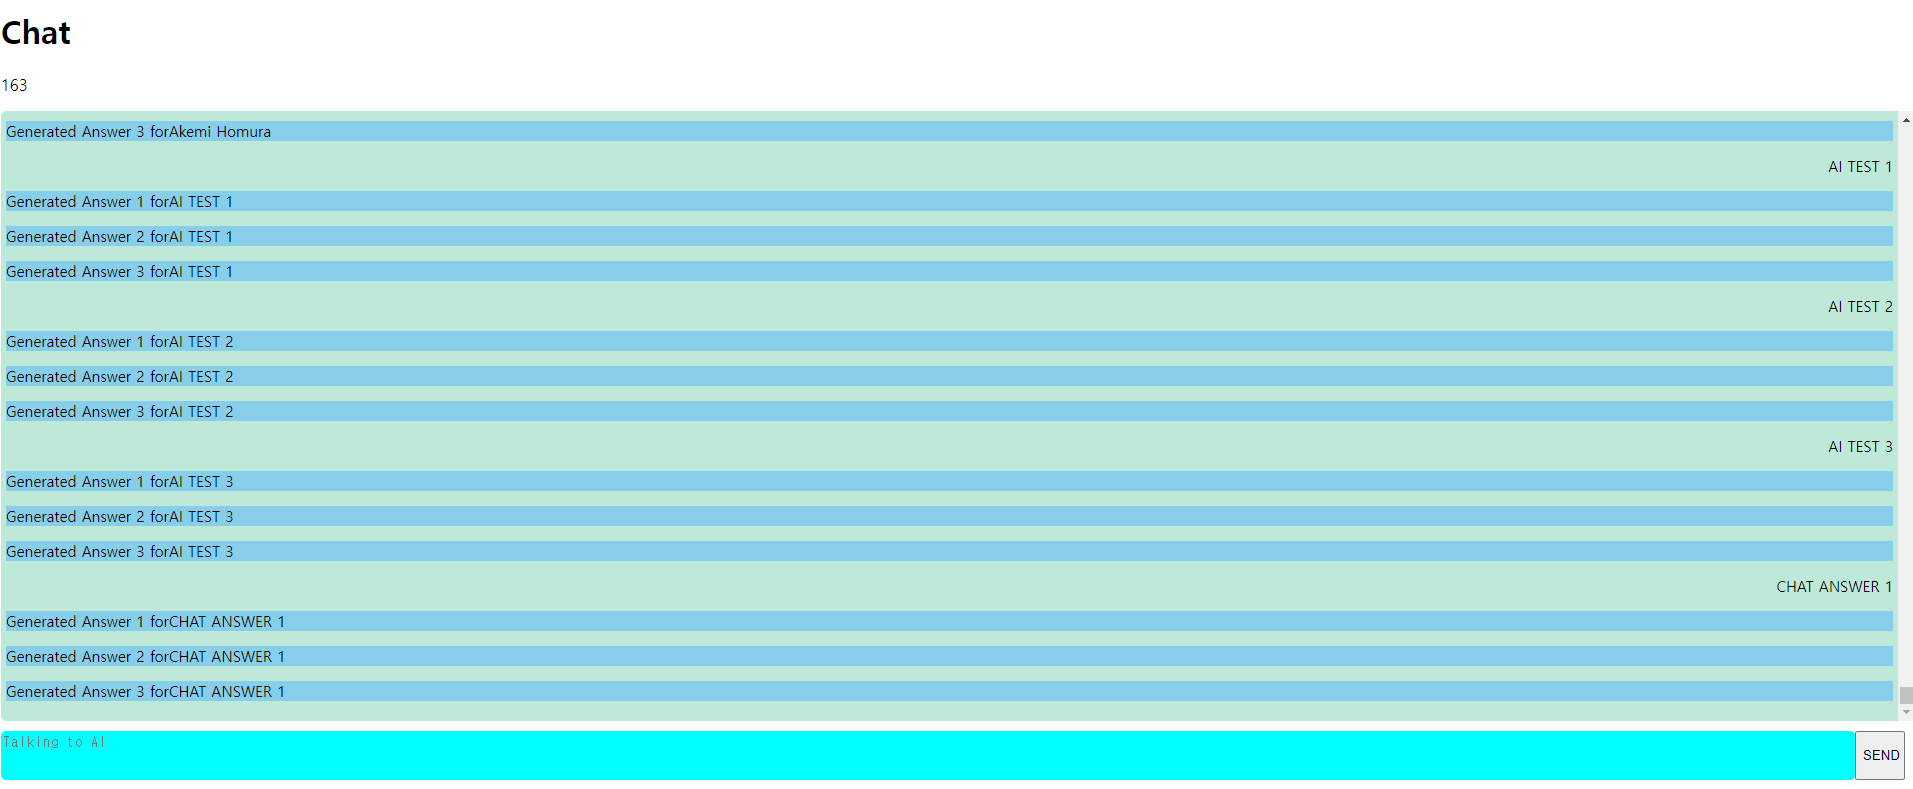 Chat
163
Generated Answer 3 forAkemi Homura
AI TEST 1
Generated Answer 1 forAI TEST 1
Generated Answer 2 forAI TEST 1
Generated Answer 3 forAI TEST 1
AI TEST 2
Generated Answer 1 forAI TEST 2
Generated Answer 2 forAI TEST 2
Generated Answer 3 forAI TEST 2
AI TEST 3
Generated Answer 1 forAI TEST 3
Generated Answer 2 forAI TEST 3
Generated Answer 3 forAI TEST 3
CHAT ANSWER 1
Generated Answer 1 forCHAT ANSWER 1
Generated Answer 2 forCHAT ANSWER 1
Generated Answer 3 forCHAT ANSWER 1
Talking to AI
SEND